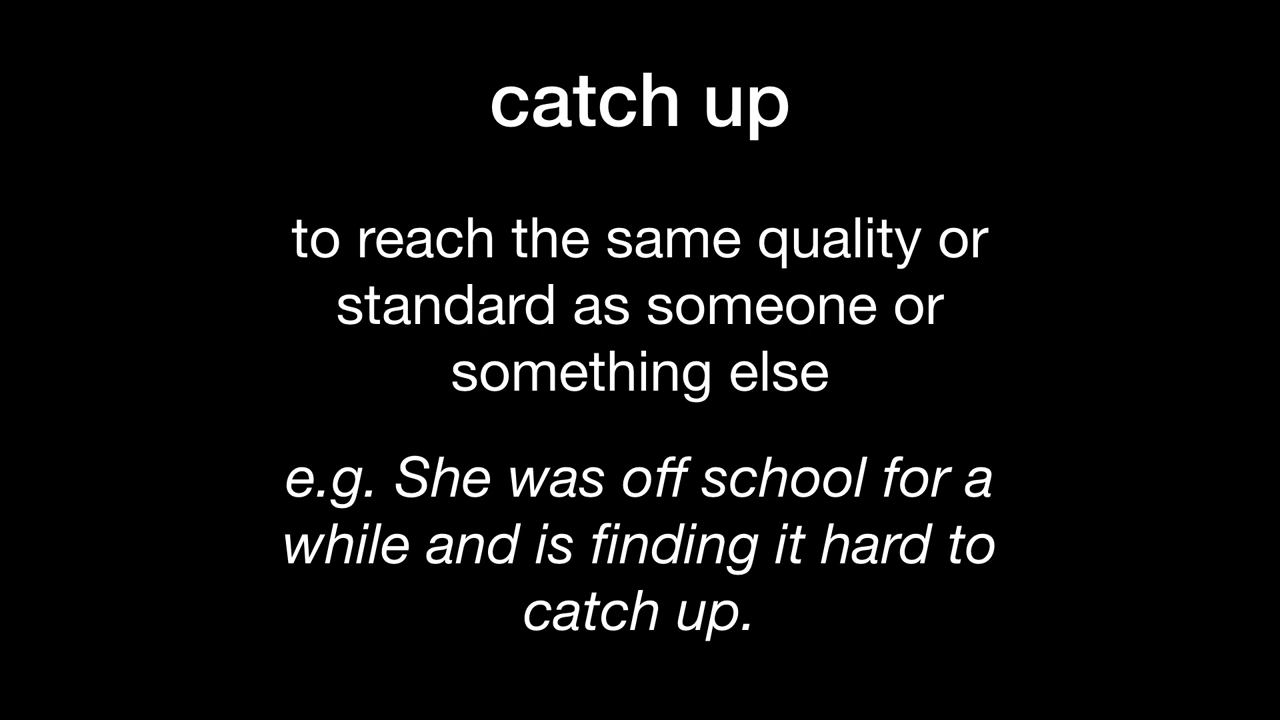 catch up
to reach the same quality or
standard as someone or
something else
e.g. She was off school for a
while and is finding it hard to
catch up.